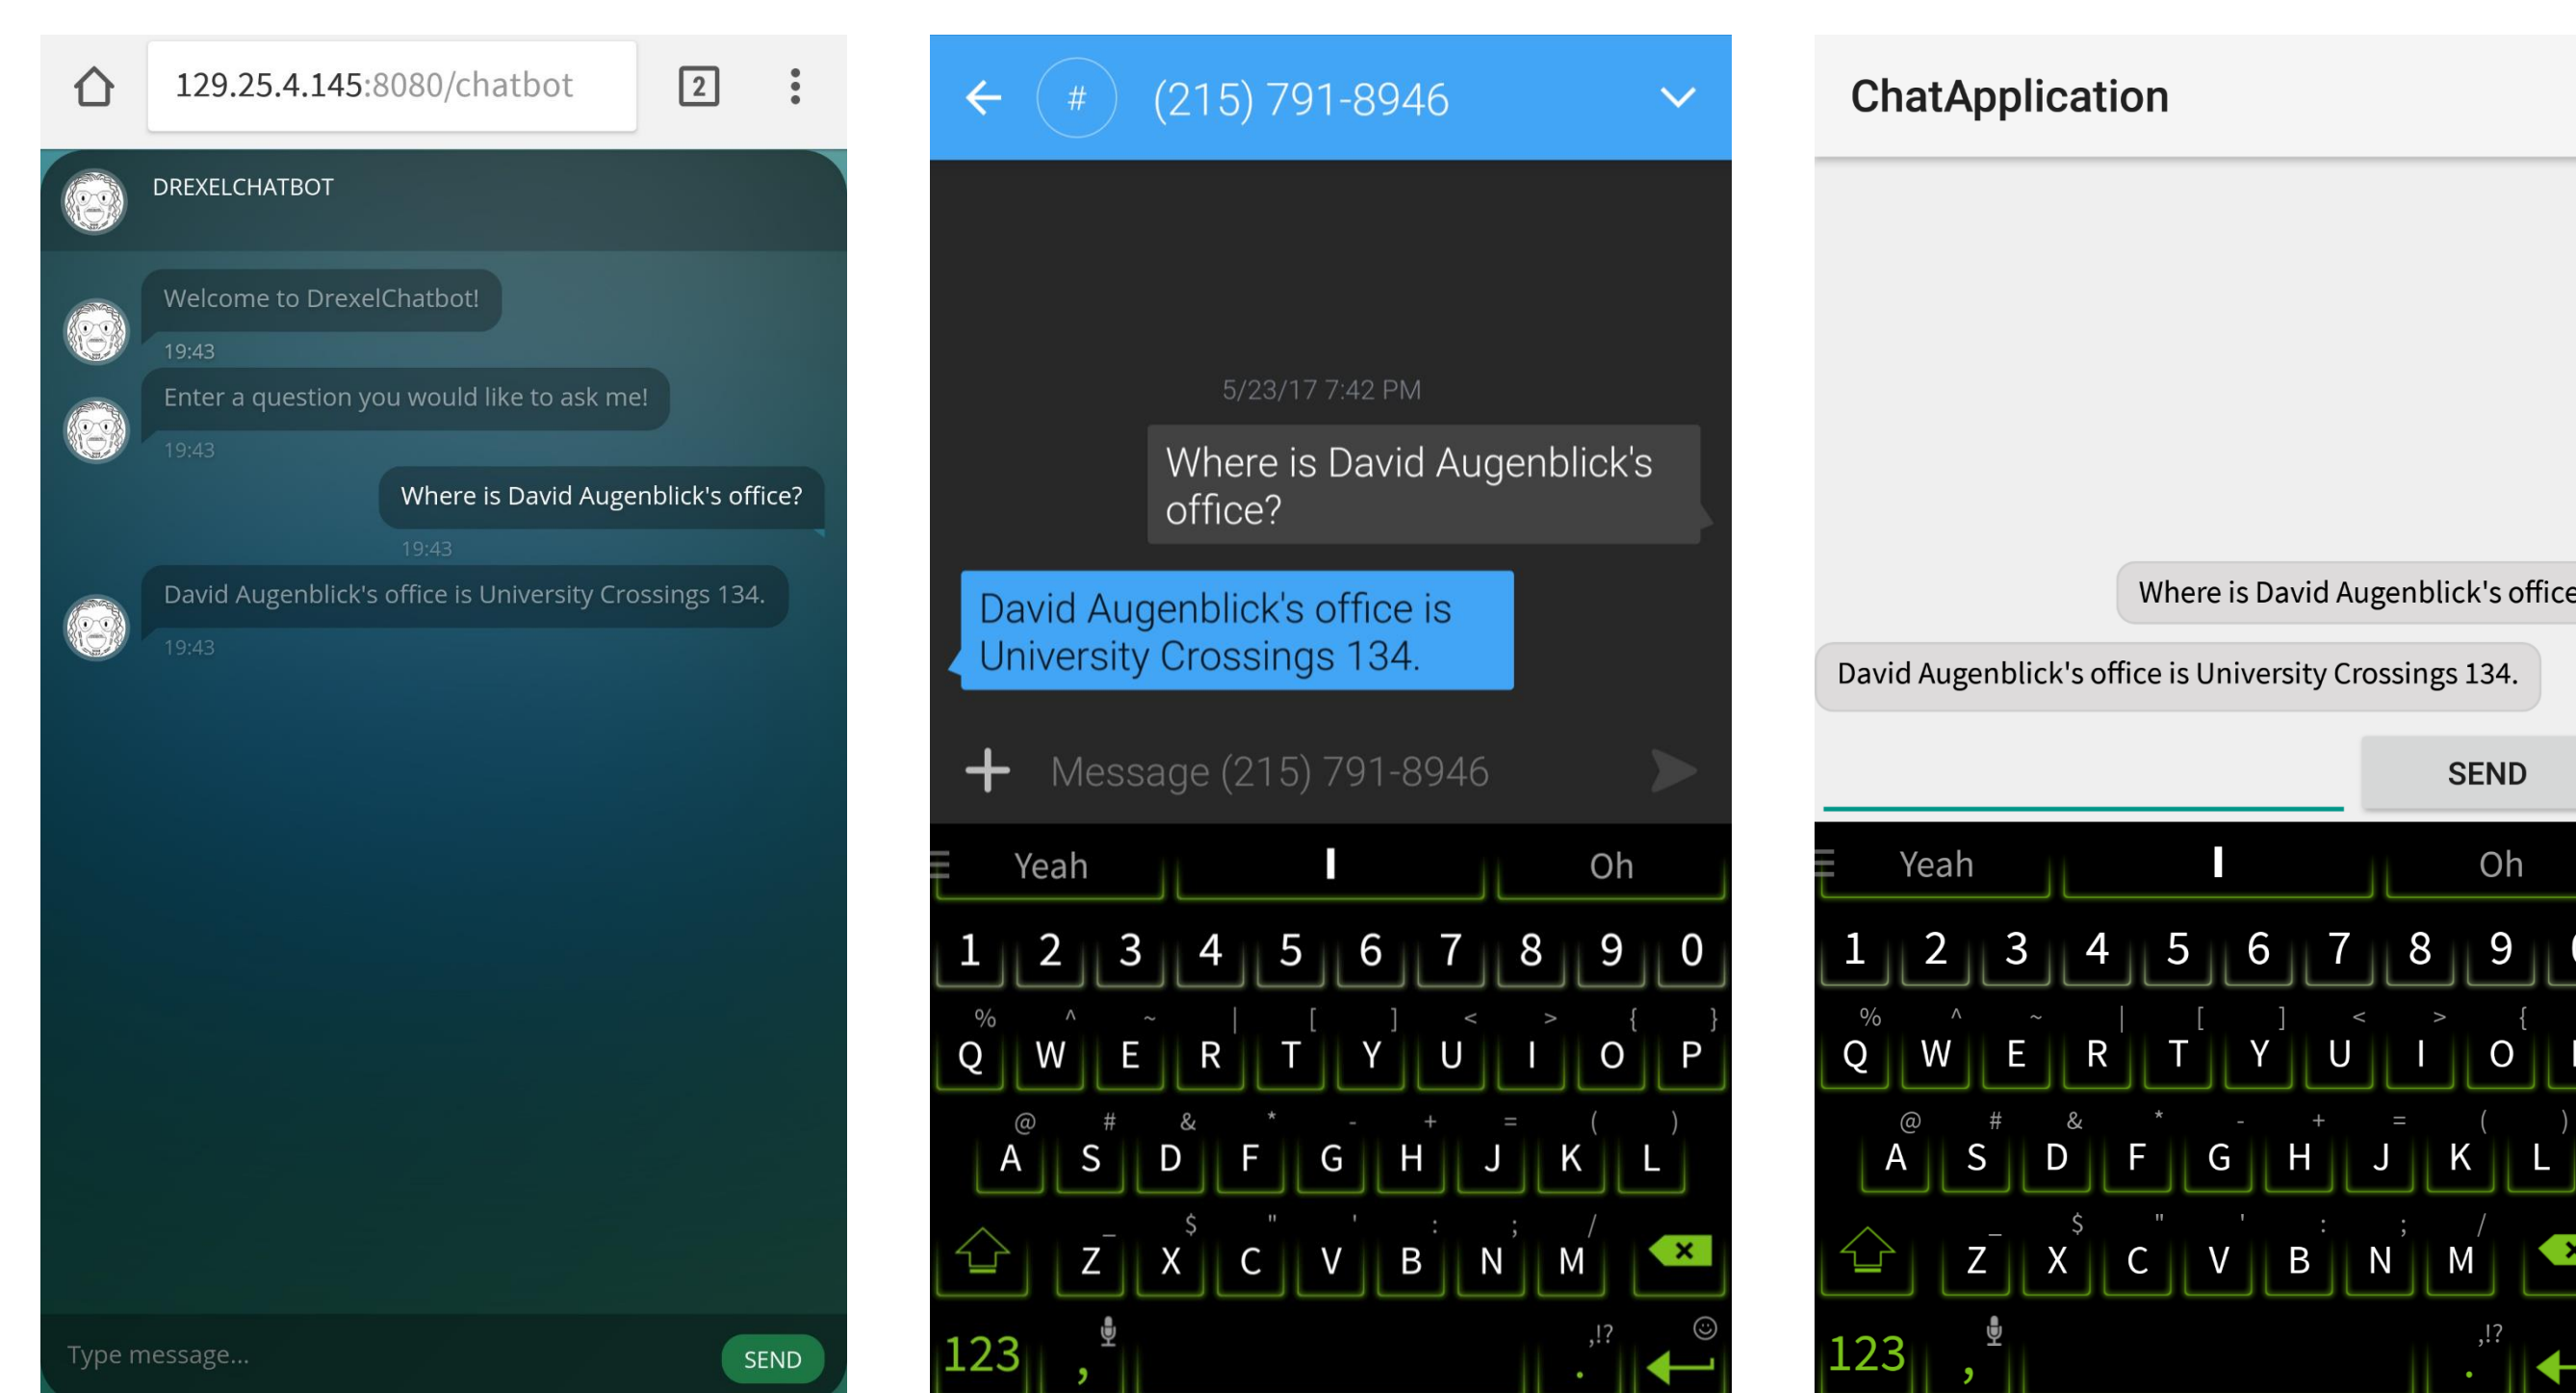 129.25.4.145:8080/chatbot
2
DREXELCHATBOT
Welcome to DrexelChatbot!
19:43
Enter a question you would like to ask me!
19:43
Where is David Augenblick's office?
19:43
David Augenblick's office is University Crossings 134.
19:43
Type message...
SEND
# (215) 791-8946
5/23/17 7:42 PM
Where is David Augenblick's
office?
David Augenblick's office is
University Crossings 134.
+ Message (215) 791-8946
Yeah I Oh
1 2 3 4 5 6 7 8 9 0
% ^ ~ | [ ] < > { }
Q W E R T Y U I O P
@ # & * - + = ( )
A S D F G H J K L
_ $ " ' : ; /
Z X C V B N M
,!?
123 , .
ChatApplication
Where is David Augenblick's office
David Augenblick's office is University Crossings 134.
SEND
Yeah I Oh
1 2 3 4 5 6 7 8 9
% ^ ~ | [ ] < > {
Q W E R T Y U I O
@ # & * - + = ( )
A S D F G H J K L
_ $ " ' : ; /
Z X C V B N M
,!?
123 , .